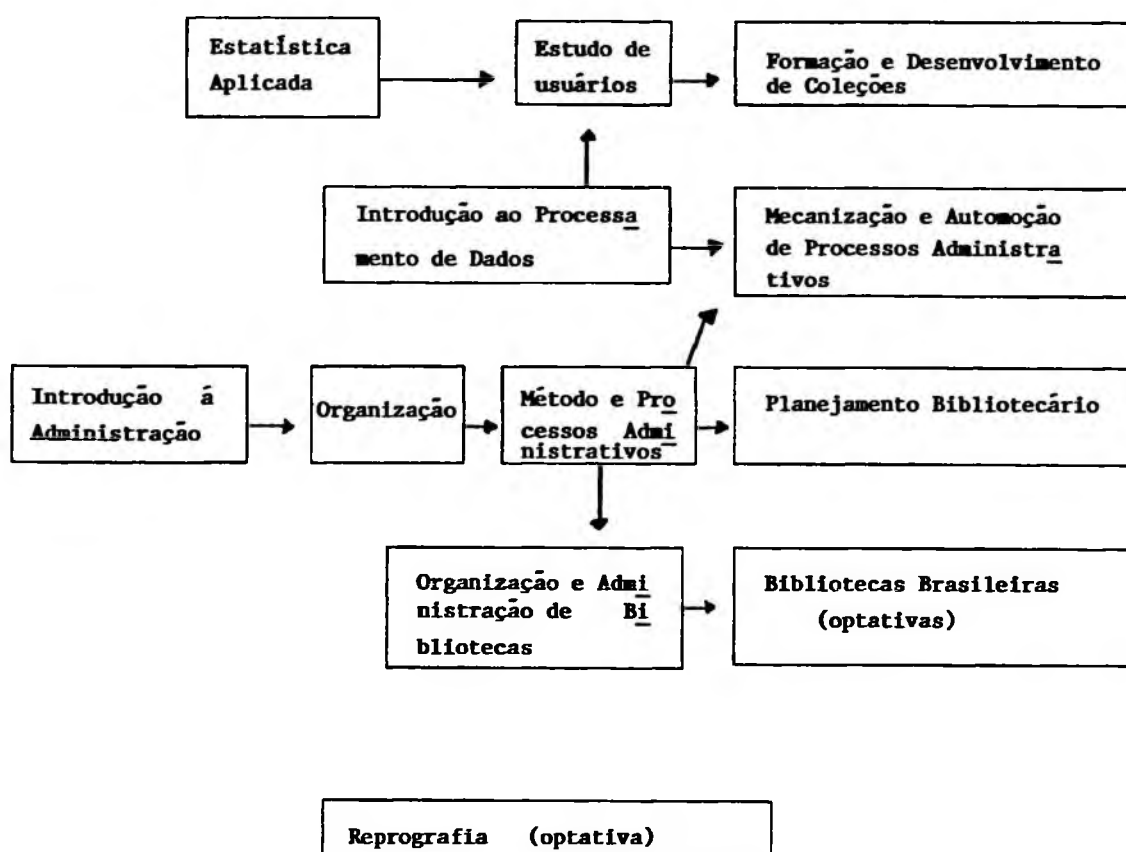 Estatística
Aplicada
Estudo de
usuários
Formação e Desenvolvimento
de Coleções
Introdução ao Processa
mento de Dados
Mecanização e Automoção
de Processos Administra
tivos
Introdução á
Administração
Organização
Método e Pro
cessos Admi
nistrativos
Planejamento Bibliotecário
Organização e Admi
nistração de Bi
bliotecas
Bibliotecas Brasileiras
(optativas)
Reprografia (optativa)